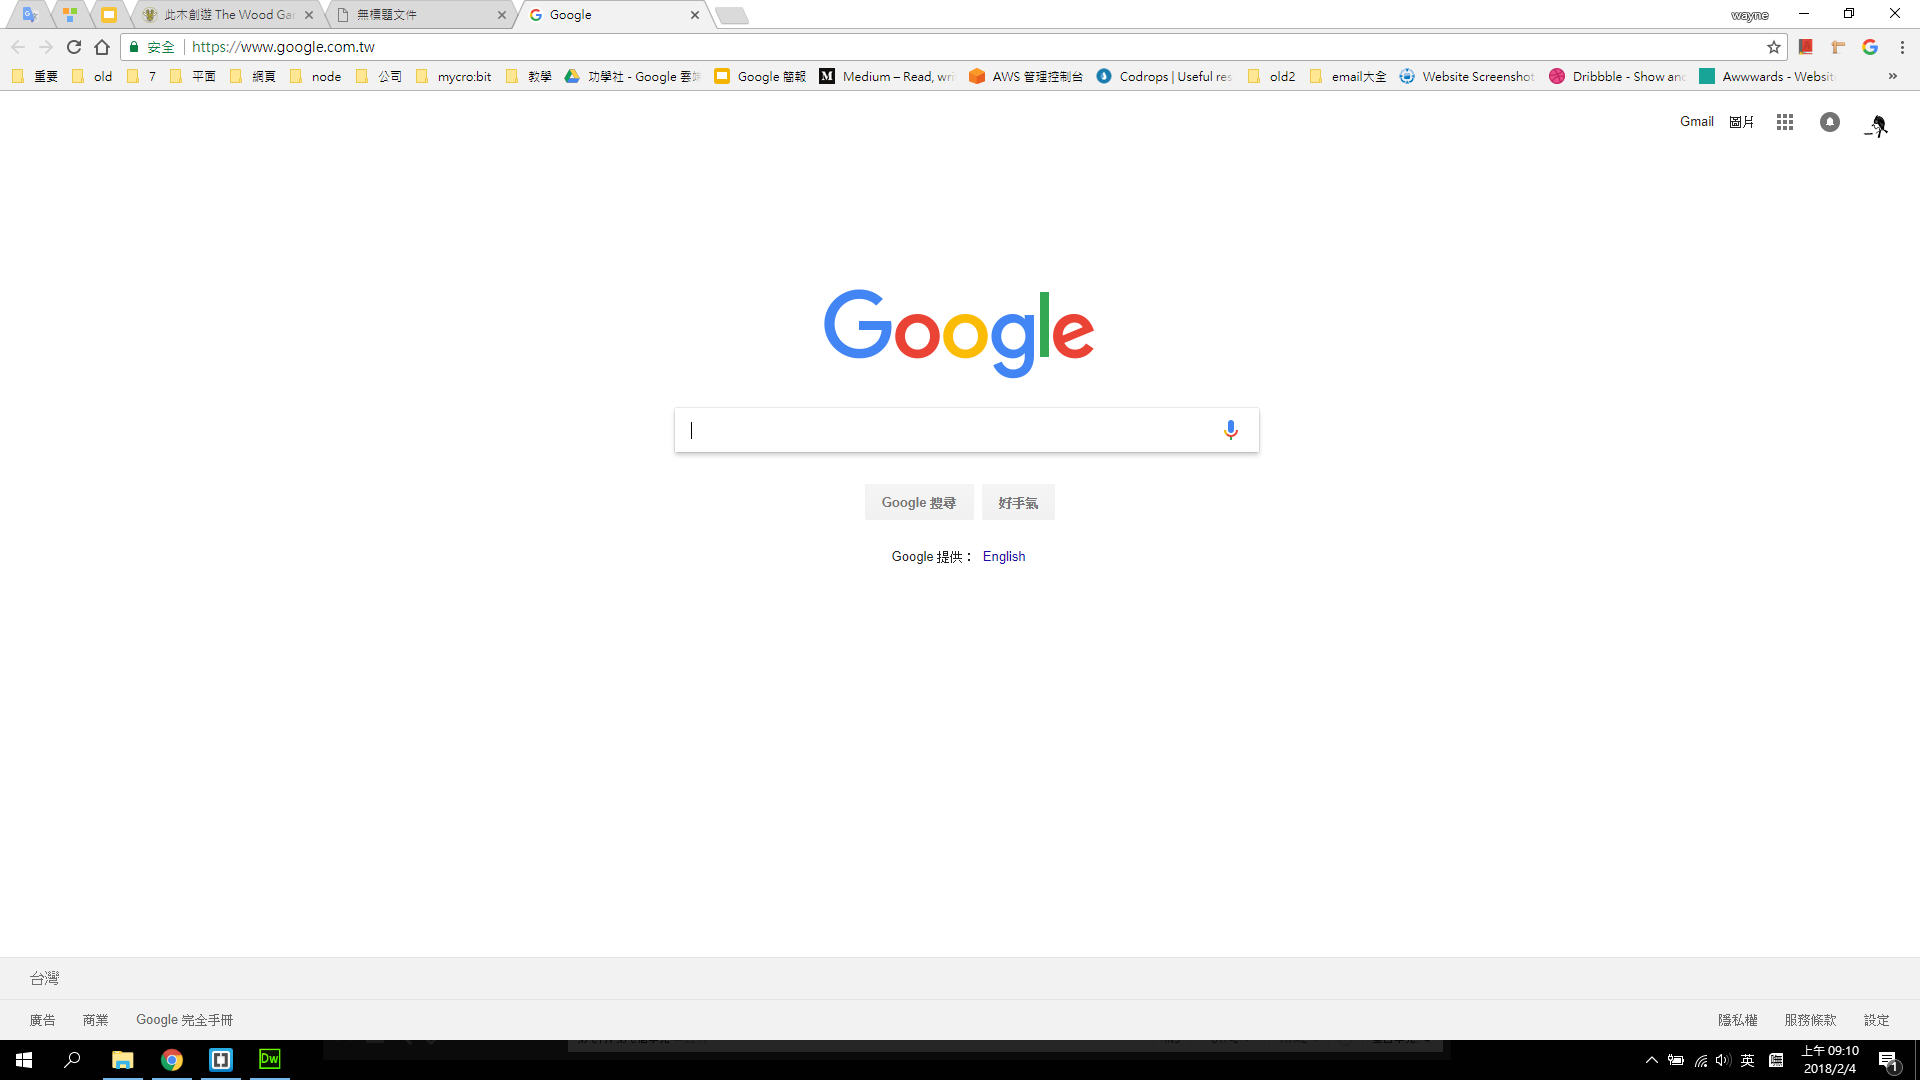 此木創遊 The Wood Gar
無標題文件
Google
wayne
安全
https://www.google.com.tw
重要
old
7
平面
網頁
node
公司
mycro:bit
教學
功學社 - Google 雲端
Google 簡報
Medium – Read, wri
AWS 管理控制台
Codrops | Useful res
old2
email大全
Website Screenshot
Dribbble - Show and
Awwwards - Websit
»
Gmail
圖片
Google
Google 搜尋
好手氣
Google 提供：
English
台灣
廣告
商業
Google 完全手冊
隱私權
服務條款
設定
Dw
英
上午 09:10
2018/2/4
1